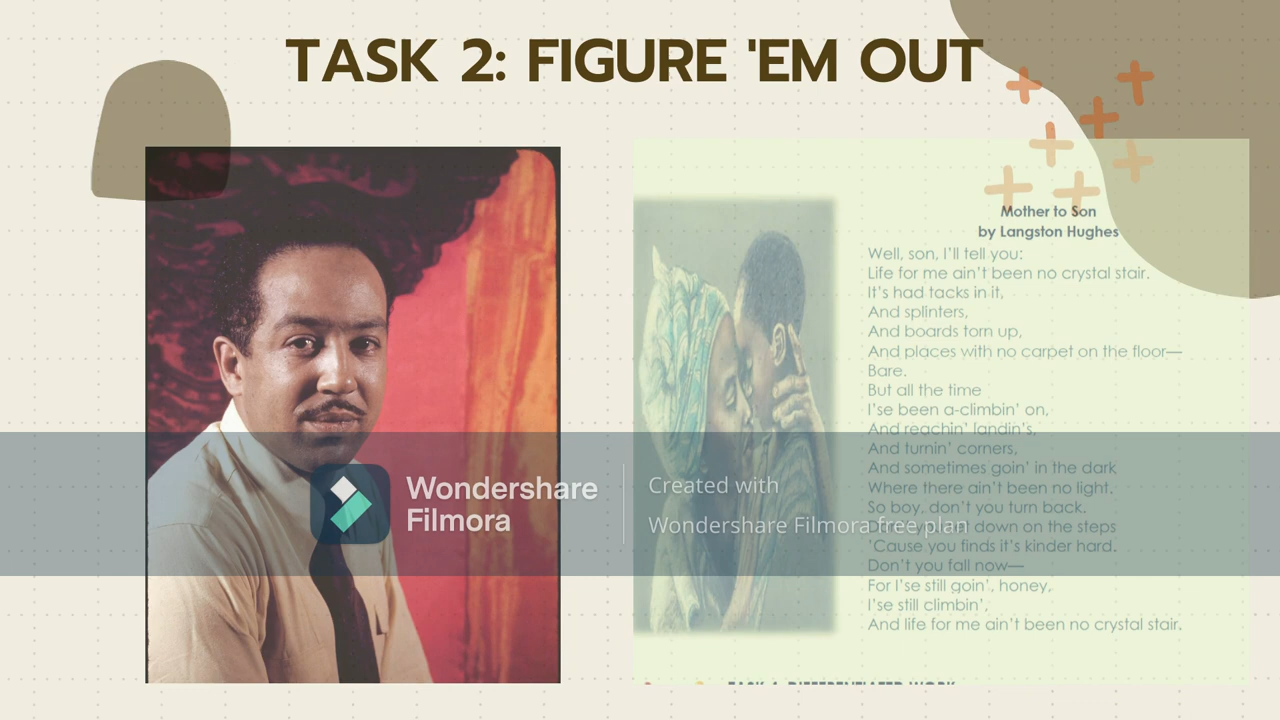 TASK 2: FIGURE 'EM OUT
Mother to Son
by Langston Hughes
Well, son, I'll tell you:
Life for me ain't been no crystal stair.
It's had tacks in it,
And splinters,
And boards torn up,
And places with no carpet on the floor—
Bare.
But all the time
I'se been a-climbin' on,
And reachin' landin's,
And turnin' corners,
And sometimes goin' in the dark
Where there ain't been no light.
So boy, don't you turn back.
down on the steps
'Cause you finds it's kinder hard.
Don't you fall now—
For I'se still goin', honey,
I'se still climbin',
And life for me ain't been no crystal stair.
Wondershare
Filmora
Created with
Wondershare Filmora free plan